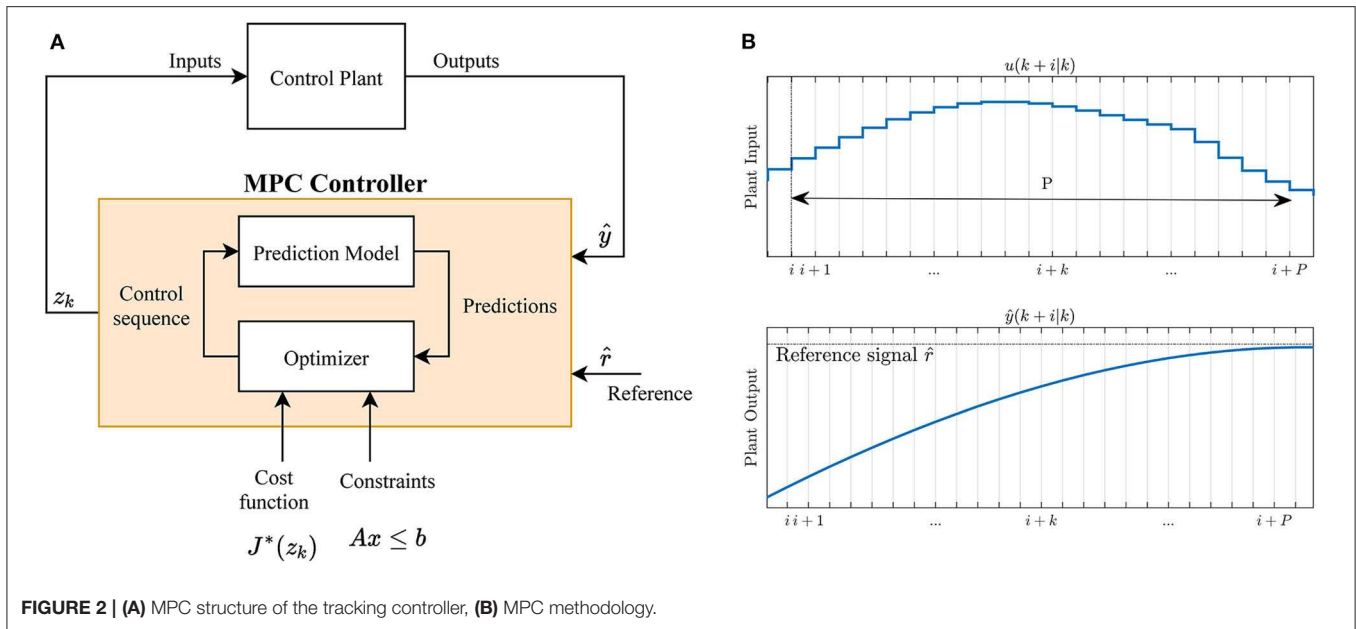 A
Inputs
Control Plant
Outputs
MPC Controller
Prediction Model
ŷ
z_k
Control
sequence
Predictions
Optimizer
r̂
Reference
Cost
function
Constraints
J*(z_k)
Ax ≤ b
B
u(k + i|k)
Plant Input
P
i i + 1 ... i + k ... i + P
ŷ(k + i|k)
Reference signal r̂
Plant Output
i i + 1 ... i + k ... i + P
FIGURE 2 | (A) MPC structure of the tracking controller, (B) MPC methodology.